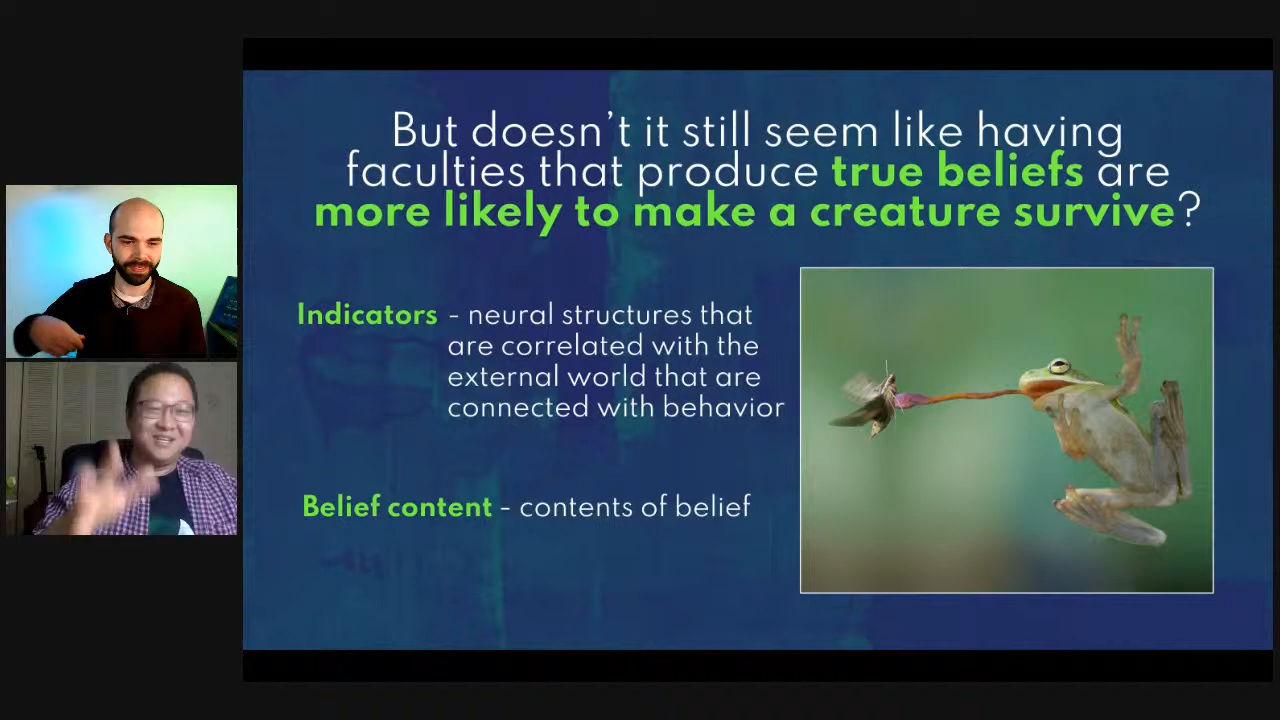 But doesn't it still seem like having
faculties that produce true beliefs are
more likely to make a creature survive?
Indicators - neural structures that
are correlated with the
external world that are
connected with behavior
Belief content - contents of belief